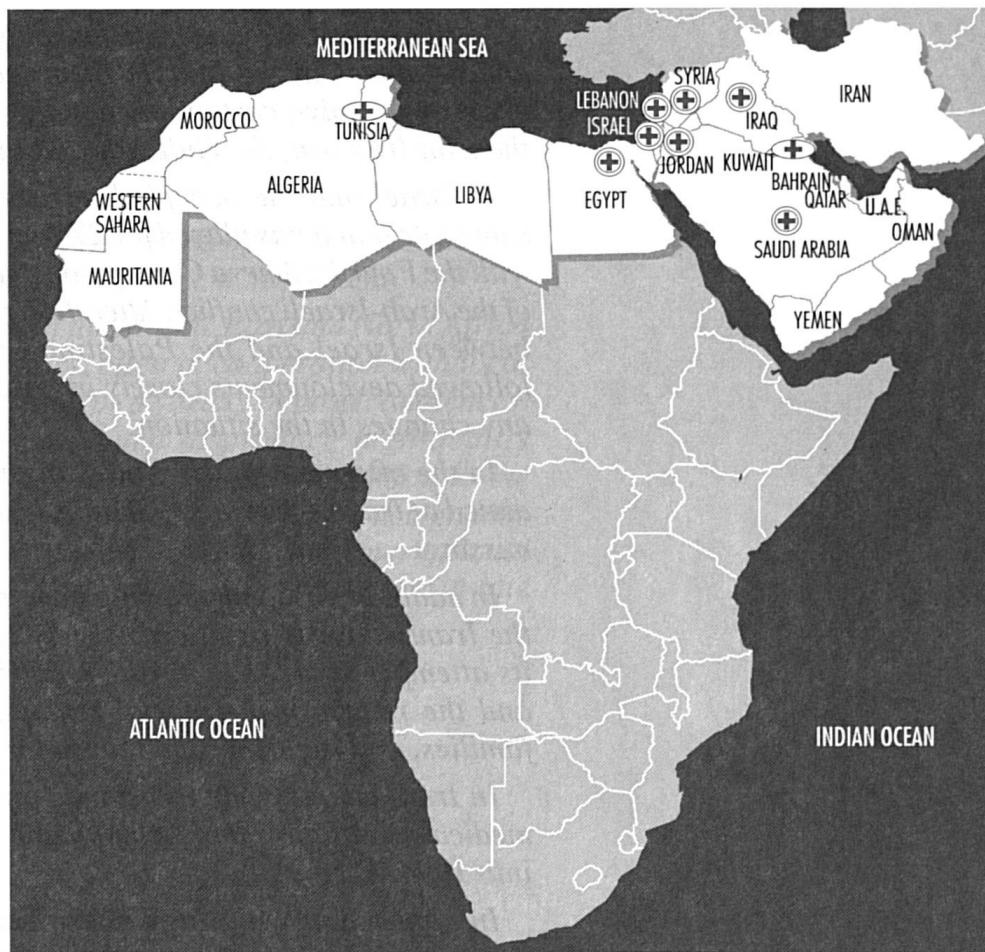 MEDITERRANEAN SEA
SYRIA
LEBANON
IRAN
MOROCCO
TUNISIA
ISRAEL
IRAQ
JORDAN
KUWAIT
ALGERIA
LIBYA
EGYPT
BAHRAIN
QATAR
WESTERN
SAHARA
U.A.E.
OMAN
SAUDI ARABIA
MAURITANIA
YEMEN
ATLANTIC OCEAN
INDIAN OCEAN